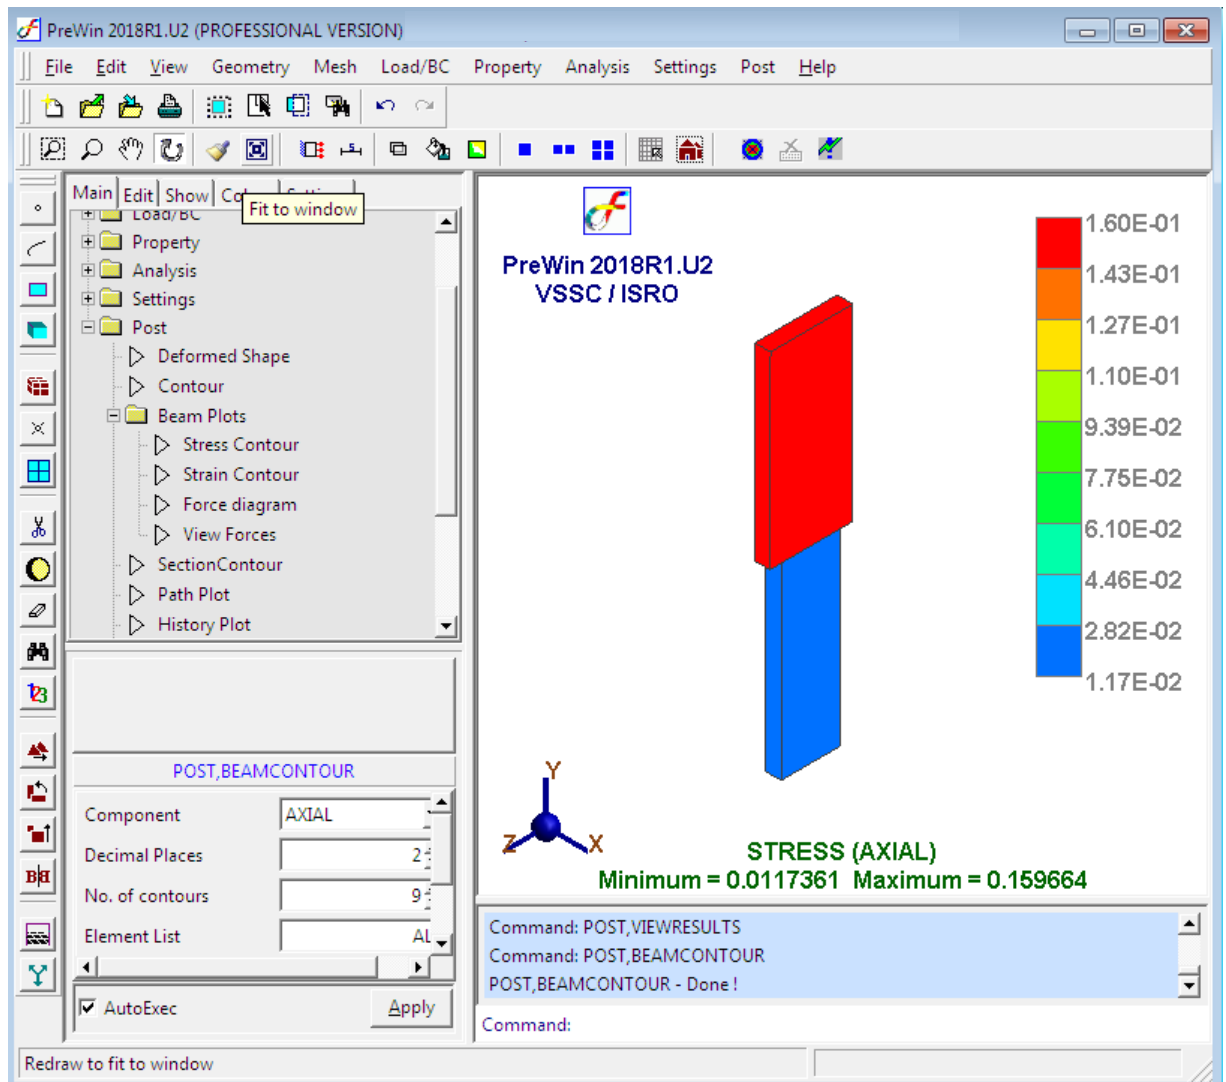 PreWin 2018R1.U2 (PROFESSIONAL VERSION)
File Edit View Geometry Mesh Load/BC Property Analysis Settings Post Help
Main Edit Show
Fit to window
Load/BC
Property
Analysis
Settings
Post
Deformed Shape
Contour
Beam Plots
Stress Contour
Strain Contour
Force diagram
View Forces
SectionContour
Path Plot
History Plot
POST,BEAMCONTOUR
Component AXIAL
Decimal Places 2
No. of contours 9
Element List
AutoExec Apply
PreWin 2018R1.U2
VSSC / ISRO
1.60E-01
1.43E-01
1.27E-01
1.10E-01
9.39E-02
7.75E-02
6.10E-02
4.46E-02
2.82E-02
1.17E-02
Y
Z X
STRESS (AXIAL)
Minimum = 0.0117361 Maximum = 0.159664
Command: POST,VIEWRESULTS
Command: POST,BEAMCONTOUR
POST,BEAMCONTOUR - Done !
Command:
Redraw to fit to window
123
B B